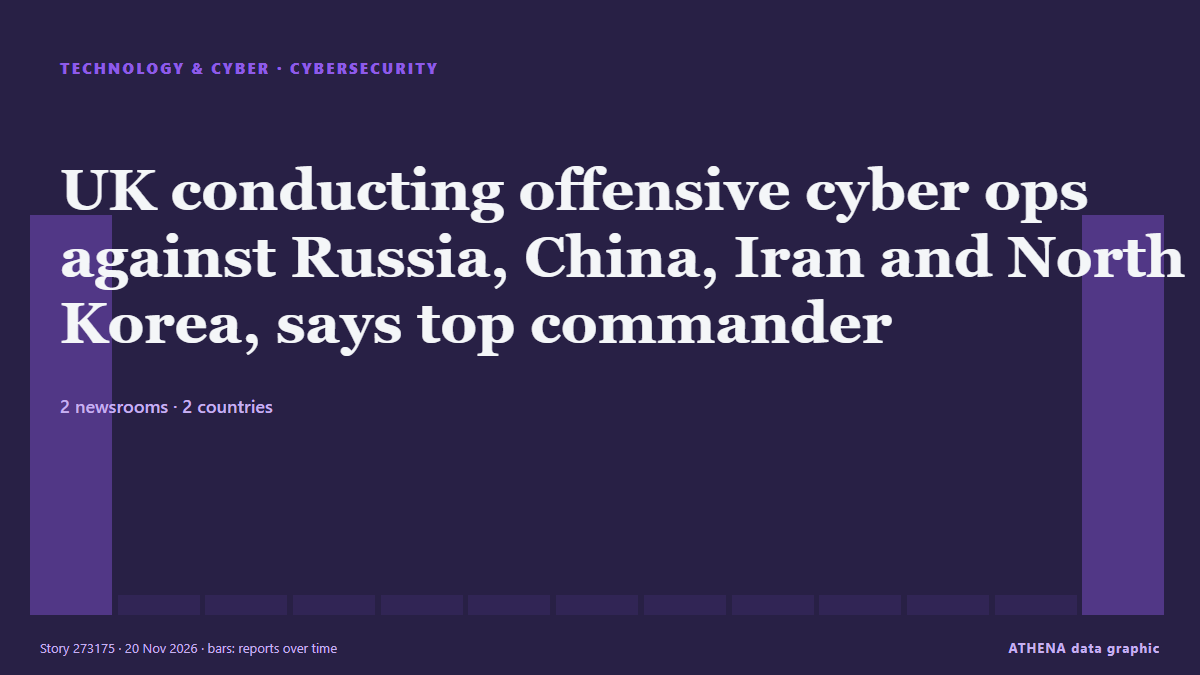 TECHNOLOGY & CYBER · CYBERSECURITY
UK conducting offensive cyber ops
against Russia, China, Iran and North
Korea, says top commander
2 newsrooms · 2 countries
Story 273175 · 20 Nov 2026 · bars: reports over time
ATHENA data graphic